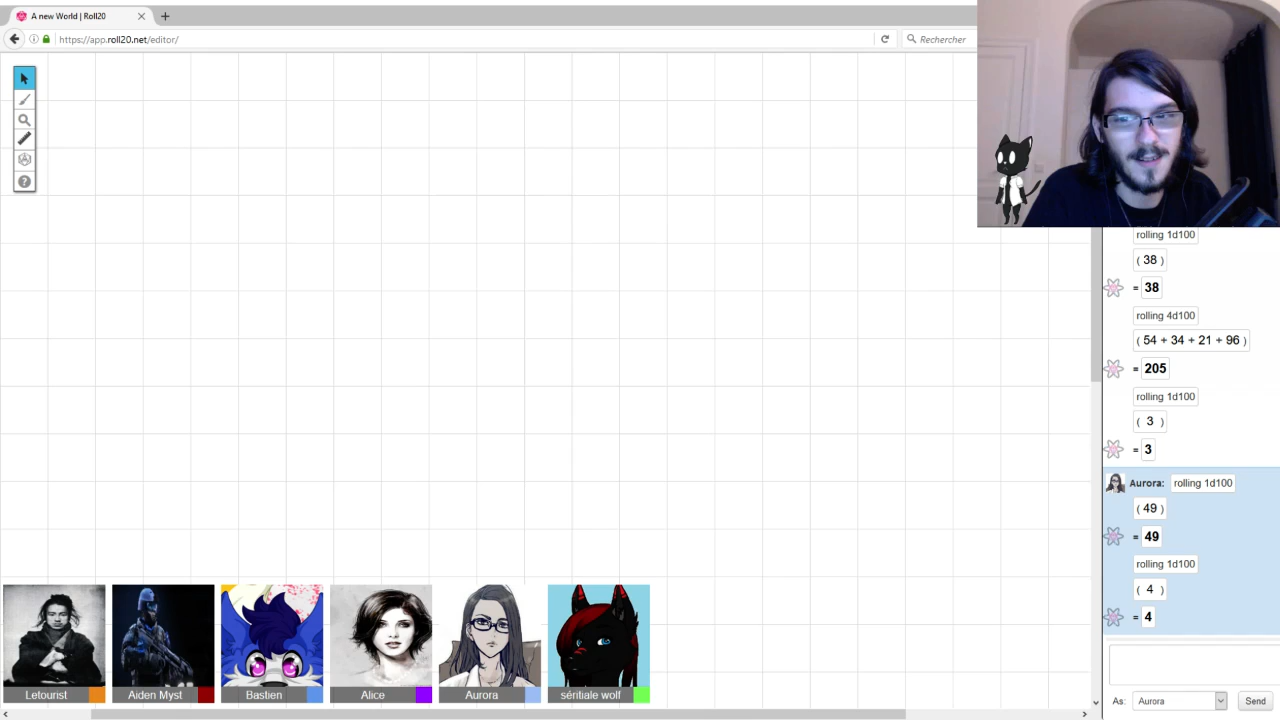 A new World | Roll20
https://app.roll20.net/editor/
Rechercher
rolling 1d100
( 38 )
= 38
rolling 4d100
( 54 + 34 + 21 + 96 )
= 205
rolling 1d100
( 3 )
= 3
Aurora: rolling 1d100
( 49 )
= 49
rolling 1d100
( 4 )
= 4
Letourist
Aiden Myst
Bastien
Alice
Aurora
séritiale wolf
As: Aurora
Send